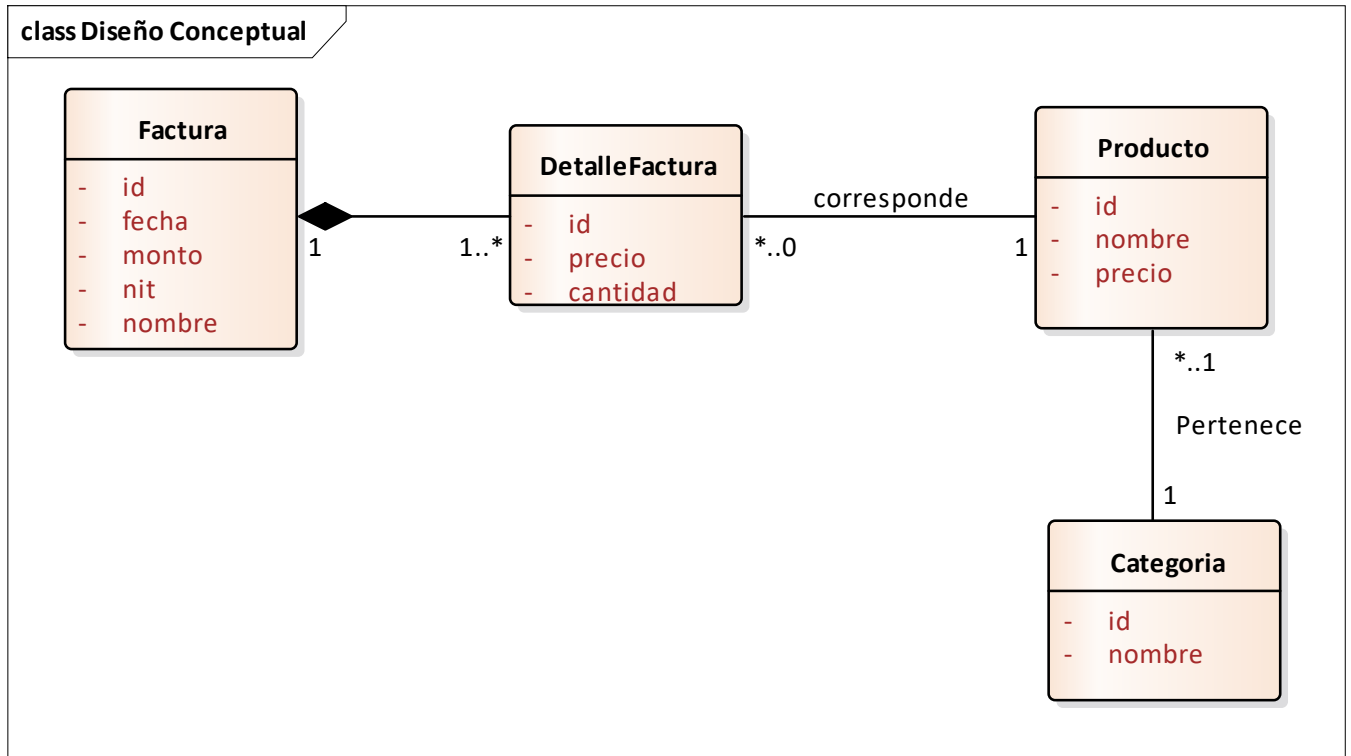 class Diseño Conceptual
Factura
- id
- fecha
- monto
- nit
- nombre
1
1..*
DetalleFactura
- id
- precio
- cantidad
*..0
corresponde
1
Producto
- id
- nombre
- precio
*..1
Pertenece
1
Categoria
- id
- nombre